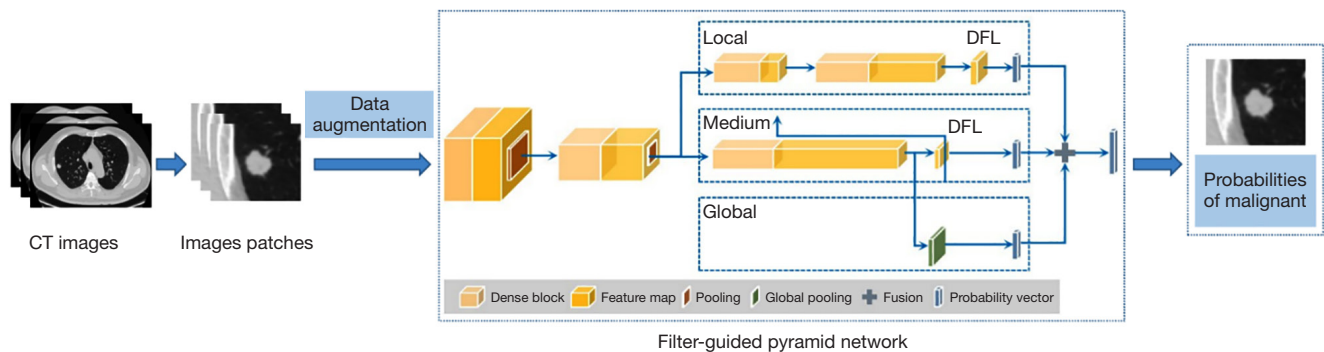 CT images
Images patches
Data
augmentation
Local
DFL
Medium
DFL
Global
Dense block
Feature map
Pooling
Global pooling
Fusion
Probability vector
Filter-guided pyramid network
Probabilities
of malignant